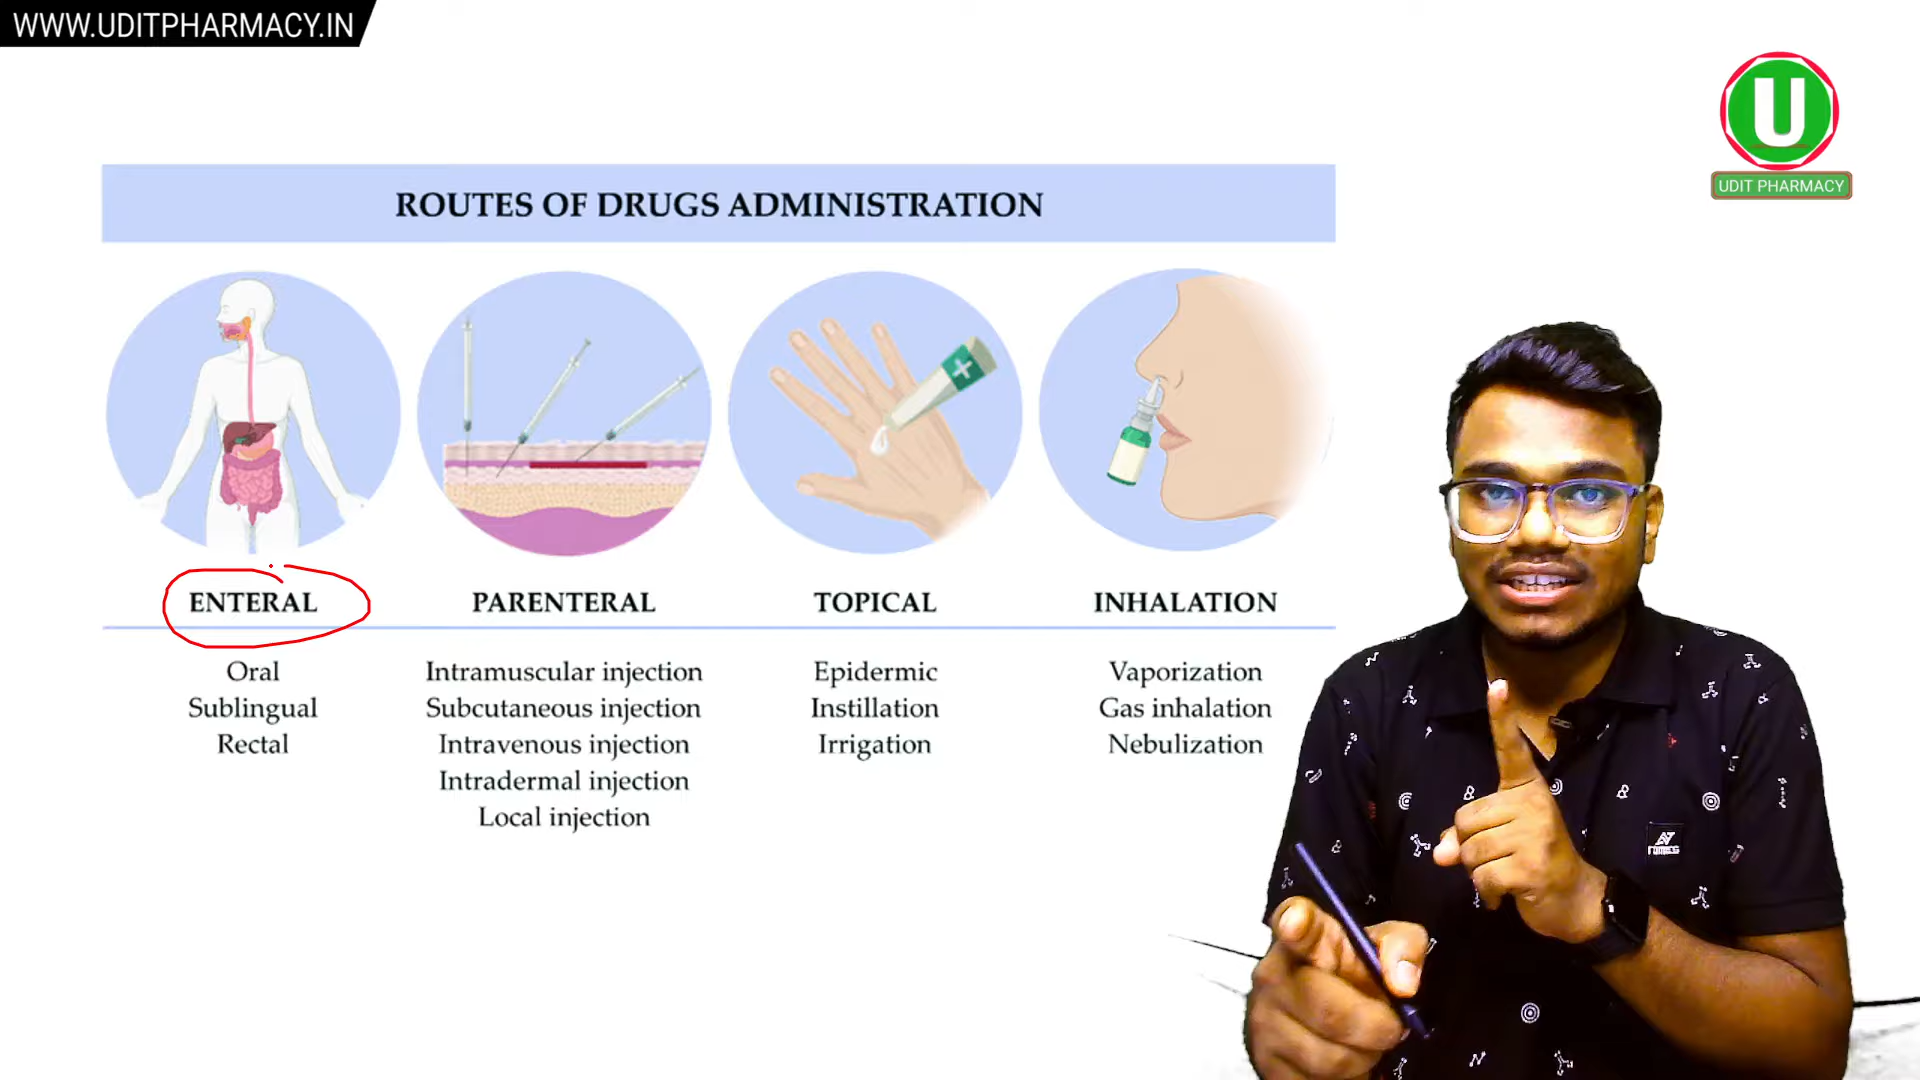 WWW.UDITPHARMACY.IN
U
UDIT PHARMACY
ROUTES OF DRUGS ADMINISTRATION
ENTERAL
Oral
Sublingual
Rectal
PARENTERAL
Intramuscular injection
Subcutaneous injection
Intravenous injection
Intradermal injection
Local injection
TOPICAL
Epidermic
Instillation
Irrigation
INHALATION
Vaporization
Gas inhalation
Nebulization